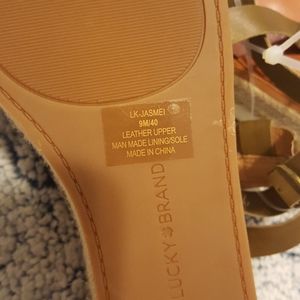 LK-JASMEI
9M/40
LEATHER UPPER
MAN MADE LINING/SOLE
MADE IN CHINA
LUCKY BRAND